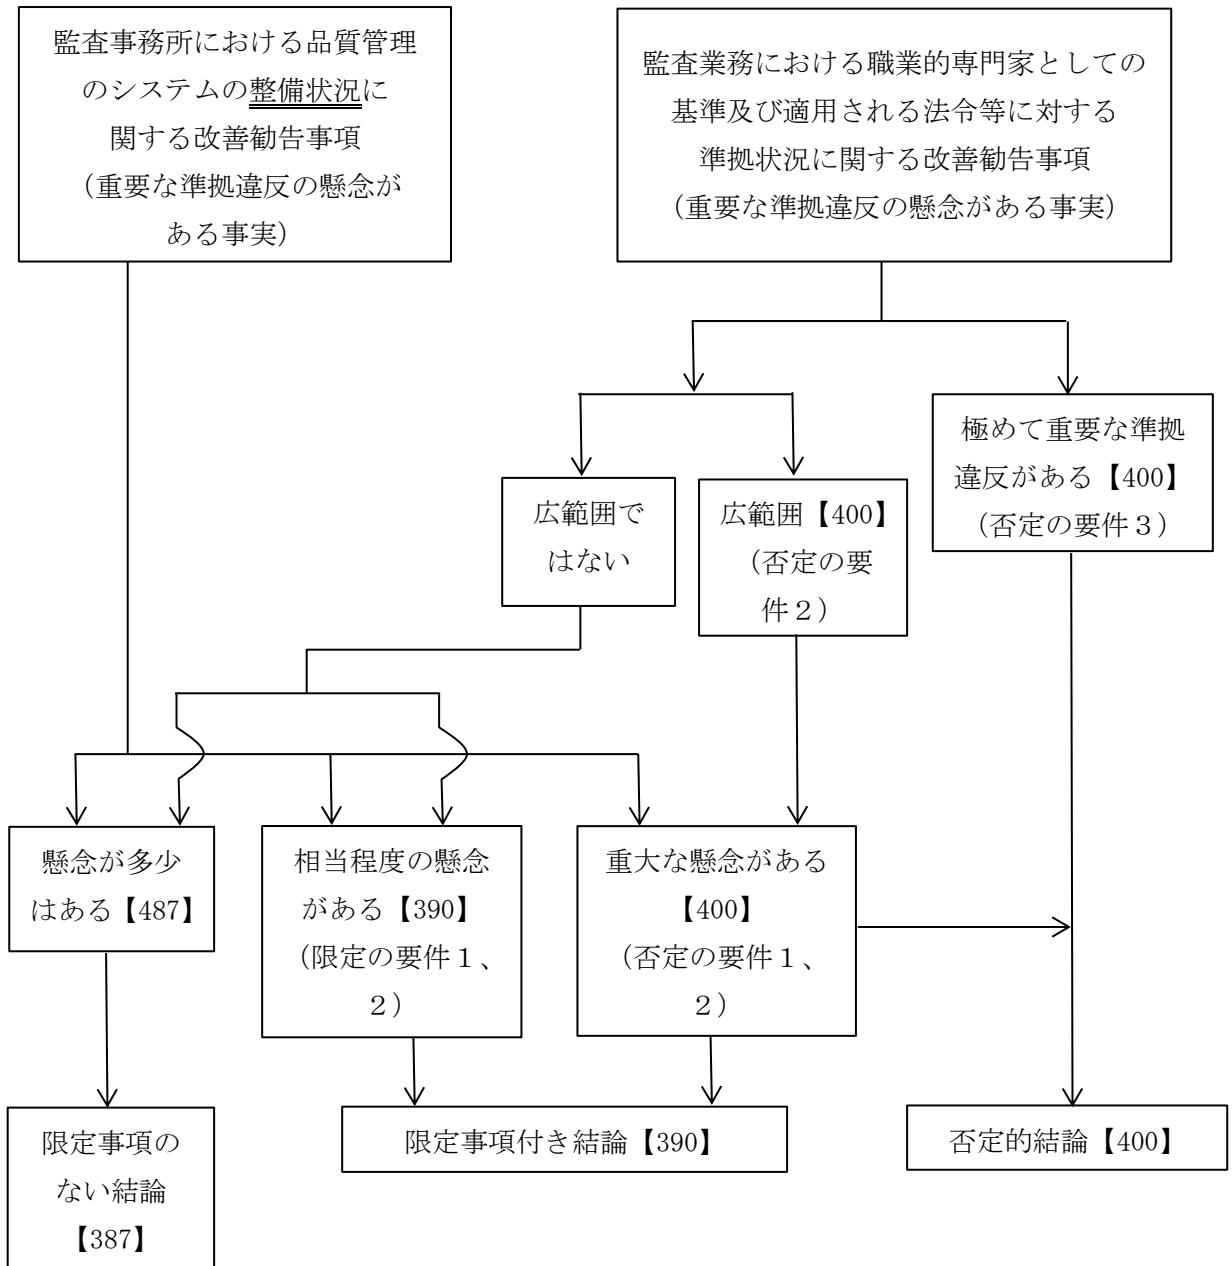 監査事務所における品質管理
のシステムの整備状況に
関する改善勧告事項
（重要な準拠違反の懸念が
ある事実）
監査業務における職業的専門家としての
基準及び適用される法令等に対する
準拠状況に関する改善勧告事項
（重要な準拠違反の懸念がある事実）
極めて重要な準拠
違反がある【400】
（否定の要件３）
広範囲で
はない
広範囲【400】
（否定の要
件２）
懸念が多少
はある【487】
相当程度の懸念
がある【390】
（限定の要件１、
２）
重大な懸念がある
【400】
（否定の要件１、
２）
限定事項の
ない結論
【387】
限定事項付き結論【390】
否定的結論【400】